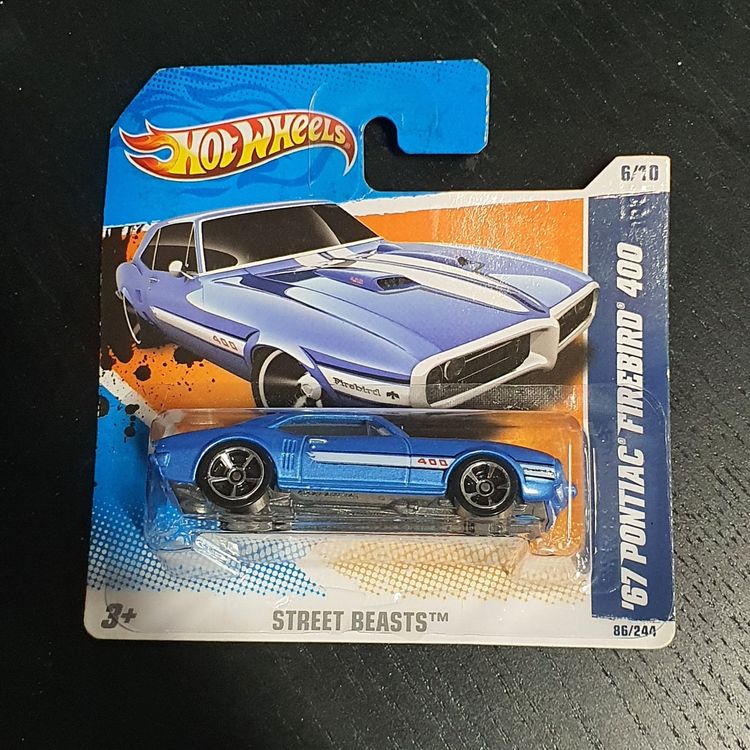 HOT WHEELS
6/10
'67 PONTIAC® FIREBIRD® 400
400
Firebird
400
3+
STREET BEASTS™
86/244